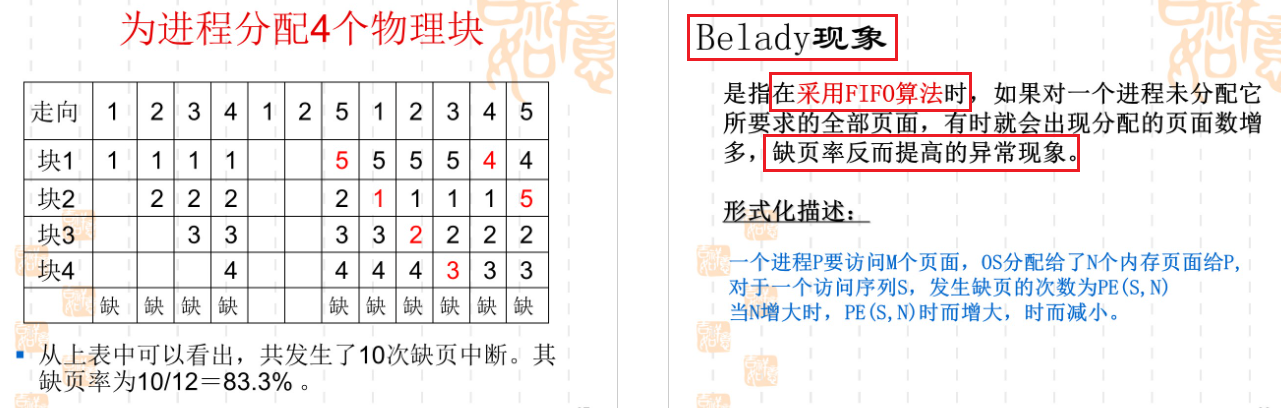 为进程分配4个物理块
走向 1 2 3 4 1 2 5 1 2 3 4 5
块1 1 1 1 1 5 5 5 5 4 4
块2 2 2 2 2 1 1 1 1 5
块3 3 3 3 3 2 2 2 2
块4 4 4 4 4 3 3 3
缺 缺 缺 缺 缺 缺 缺 缺 缺 缺
从上表中可以看出，共发生了10次缺页中断。其
缺页率为10/12＝83.3% 。
Belady现象
是指在采用FIFO算法时，如果对一个进程未分配它
所要求的全部页面，有时就会出现分配的页面数增
多，缺页率反而提高的异常现象。
形式化描述：
一个进程P要访问M个页面，OS分配给了N个内存页面给P,
对于一个访问序列S，发生缺页的次数为PE(S,N)
当N增大时，PE(S,N)时而增大，时而减小。